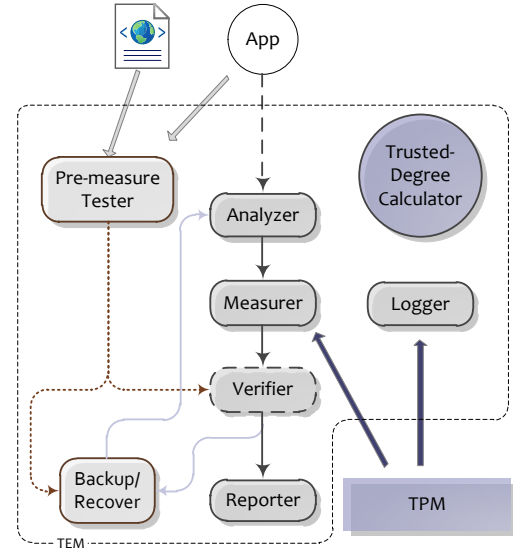 App
Trusted-
Degree
Calculator
Pre-measure
Tester
Analyzer
Measurer
Logger
Verifier
Backup/
Recover
Reporter
TPM
TEM